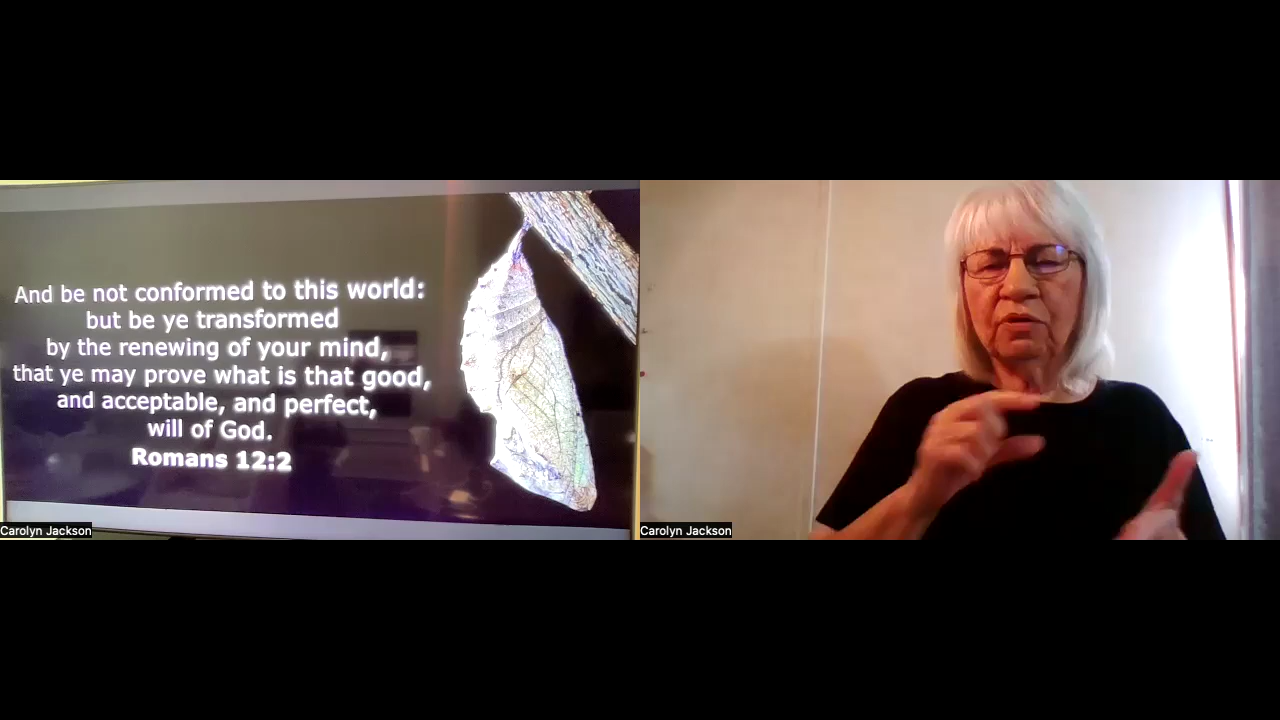 And be not conformed to this world:
but be ye transformed
by the renewing of your mind,
that ye may prove what is that good,
and acceptable, and perfect,
will of God.
Romans 12:2
Carolyn Jackson
Carolyn Jackson